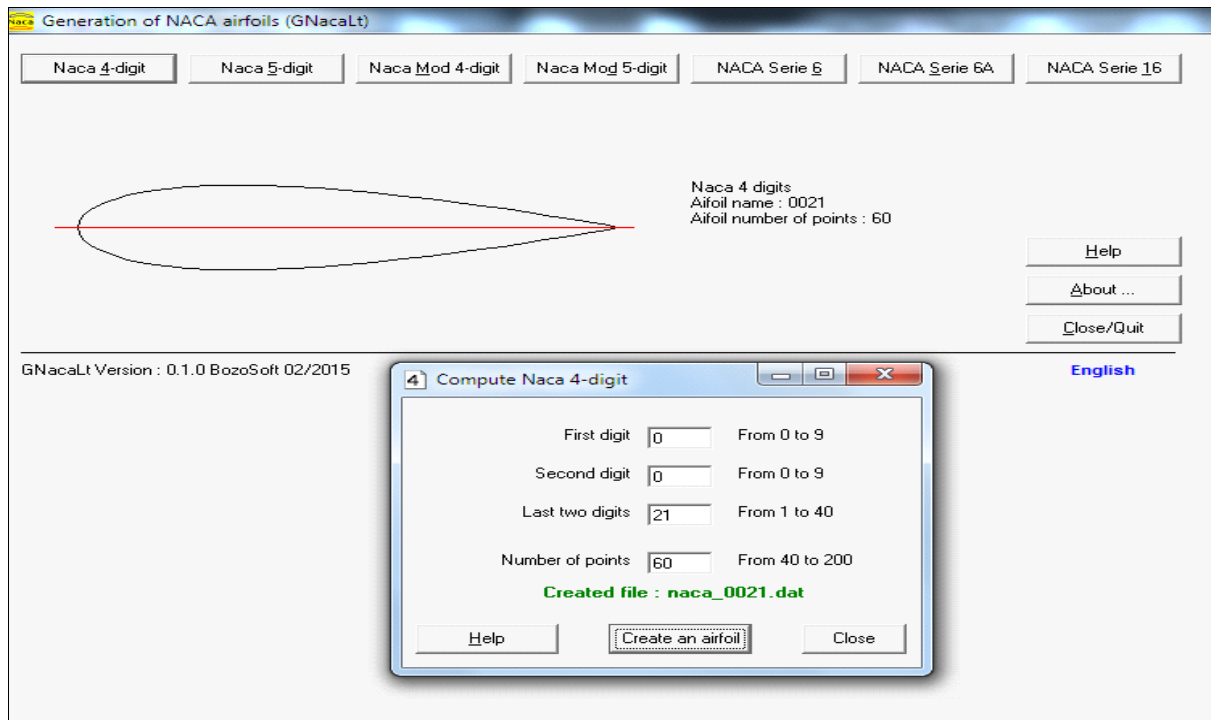 Naca Generation of NACA airfoils (GNacaLt)
Naca 4-digit Naca 5-digit Naca Mod 4-digit Naca Mod 5-digit NACA Serie 6 NACA Serie 6A NACA Serie 16
Naca 4 digits
Aifoil name : 0021
Aifoil number of points : 60
Help
About ...
Close/Quit
GNacaLt Version : 0.1.0 BozoSoft 02/2015
English
4 Compute Naca 4-digit
First digit 0 From 0 to 9
Second digit 0 From 0 to 9
Last two digits 21 From 1 to 40
Number of points 60 From 40 to 200
Created file : naca_0021.dat
Help Create an airfoil Close